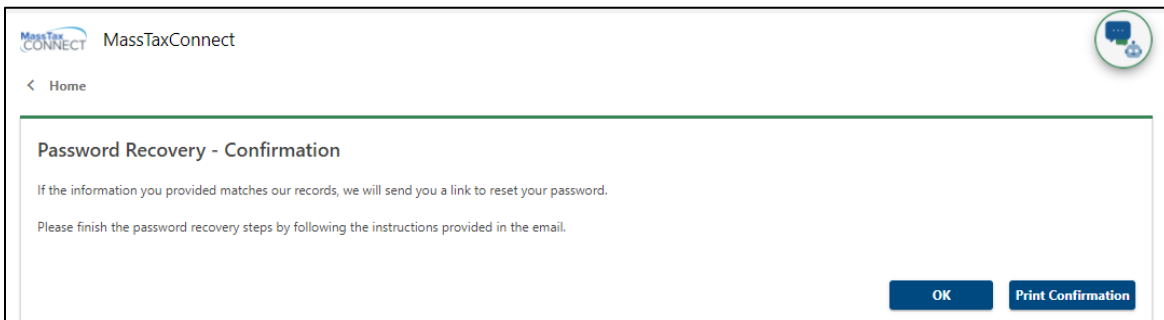 MassTax
CONNECT MassTaxConnect
< Home
Password Recovery - Confirmation
If the information you provided matches our records, we will send you a link to reset your password.
Please finish the password recovery steps by following the instructions provided in the email.
OK Print Confirmation